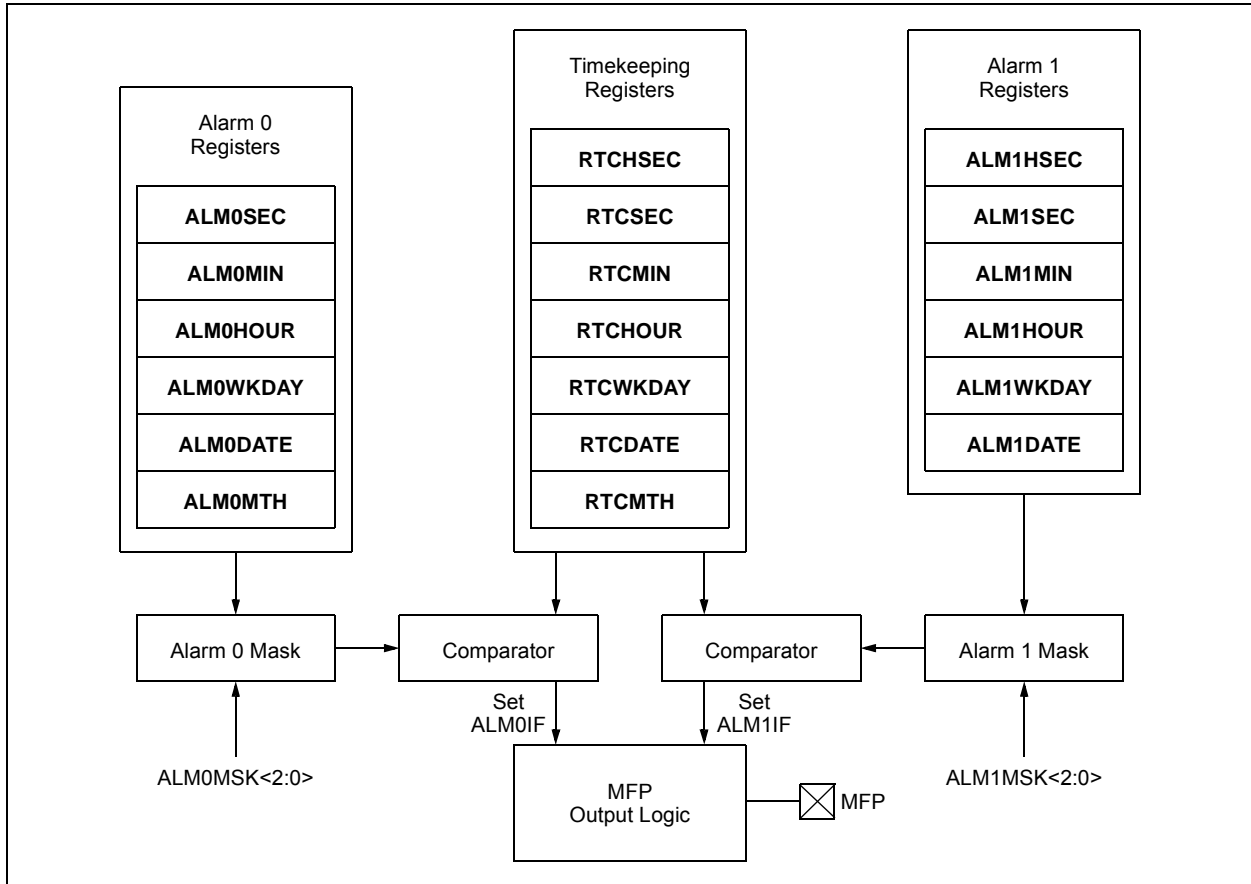 Alarm 0
Registers
ALM0SEC
ALM0MIN
ALM0HOUR
ALM0WKDAY
ALM0DATE
ALM0MTH
Timekeeping
Registers
RTCHSEC
RTCSEC
RTCMIN
RTCHOUR
RTCWKDAY
RTCDATE
RTCMTH
Alarm 1
Registers
ALM1HSEC
ALM1SEC
ALM1MIN
ALM1HOUR
ALM1WKDAY
ALM1DATE
Alarm 0 Mask
Comparator
Comparator
Alarm 1 Mask
Set
ALM0IF
Set
ALM1IF
ALM0MSK<2:0>
MFP
Output Logic
MFP
ALM1MSK<2:0>